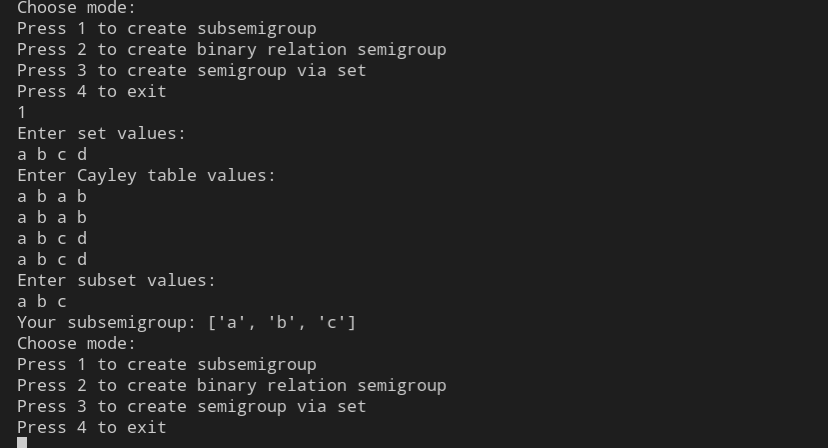 Choose mode:
Press 1 to create subsemigroup
Press 2 to create binary relation semigroup
Press 3 to create semigroup via set
Press 4 to exit
1
Enter set values:
a b c d
Enter Cayley table values:
a b a b
a b a b
a b c d
a b c d
Enter subset values:
a b c
Your subsemigroup: ['a', 'b', 'c']
Choose mode:
Press 1 to create subsemigroup
Press 2 to create binary relation semigroup
Press 3 to create semigroup via set
Press 4 to exit